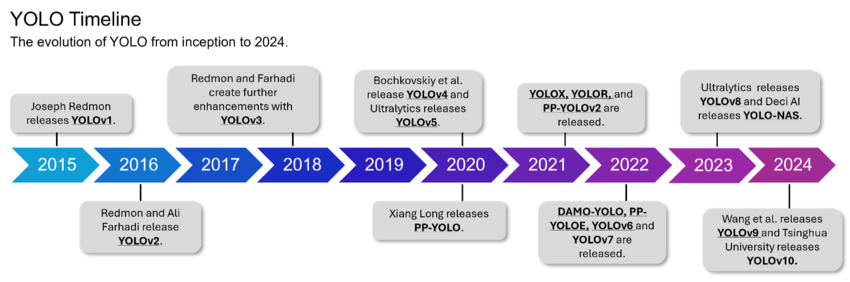 YOLO Timeline
The evolution of YOLO from inception to 2024.
Joseph Redmon
releases YOLOv1.
Redmon and Farhadi
create further
enhancements with
YOLOv3.
Bochkovskiy et al.
release YOLOv4 and
Ultralytics releases
YOLOv5.
YOLOX, YOLOR, and
PP-YOLOv2 are
released.
Ultralytics releases
YOLOv8 and Deci AI
releases YOLO-NAS.
2015 2016 2017 2018 2019 2020 2021 2022 2023 2024
Redmon and Ali
Farhadi release
YOLOv2.
Xiang Long releases
PP-YOLO.
DAMO-YOLO, PP-
YOLOE, YOLOv6 and
YOLOv7 are
released.
Wang et al. releases
YOLOv9 and Tsinghua
University releases
YOLOv10.